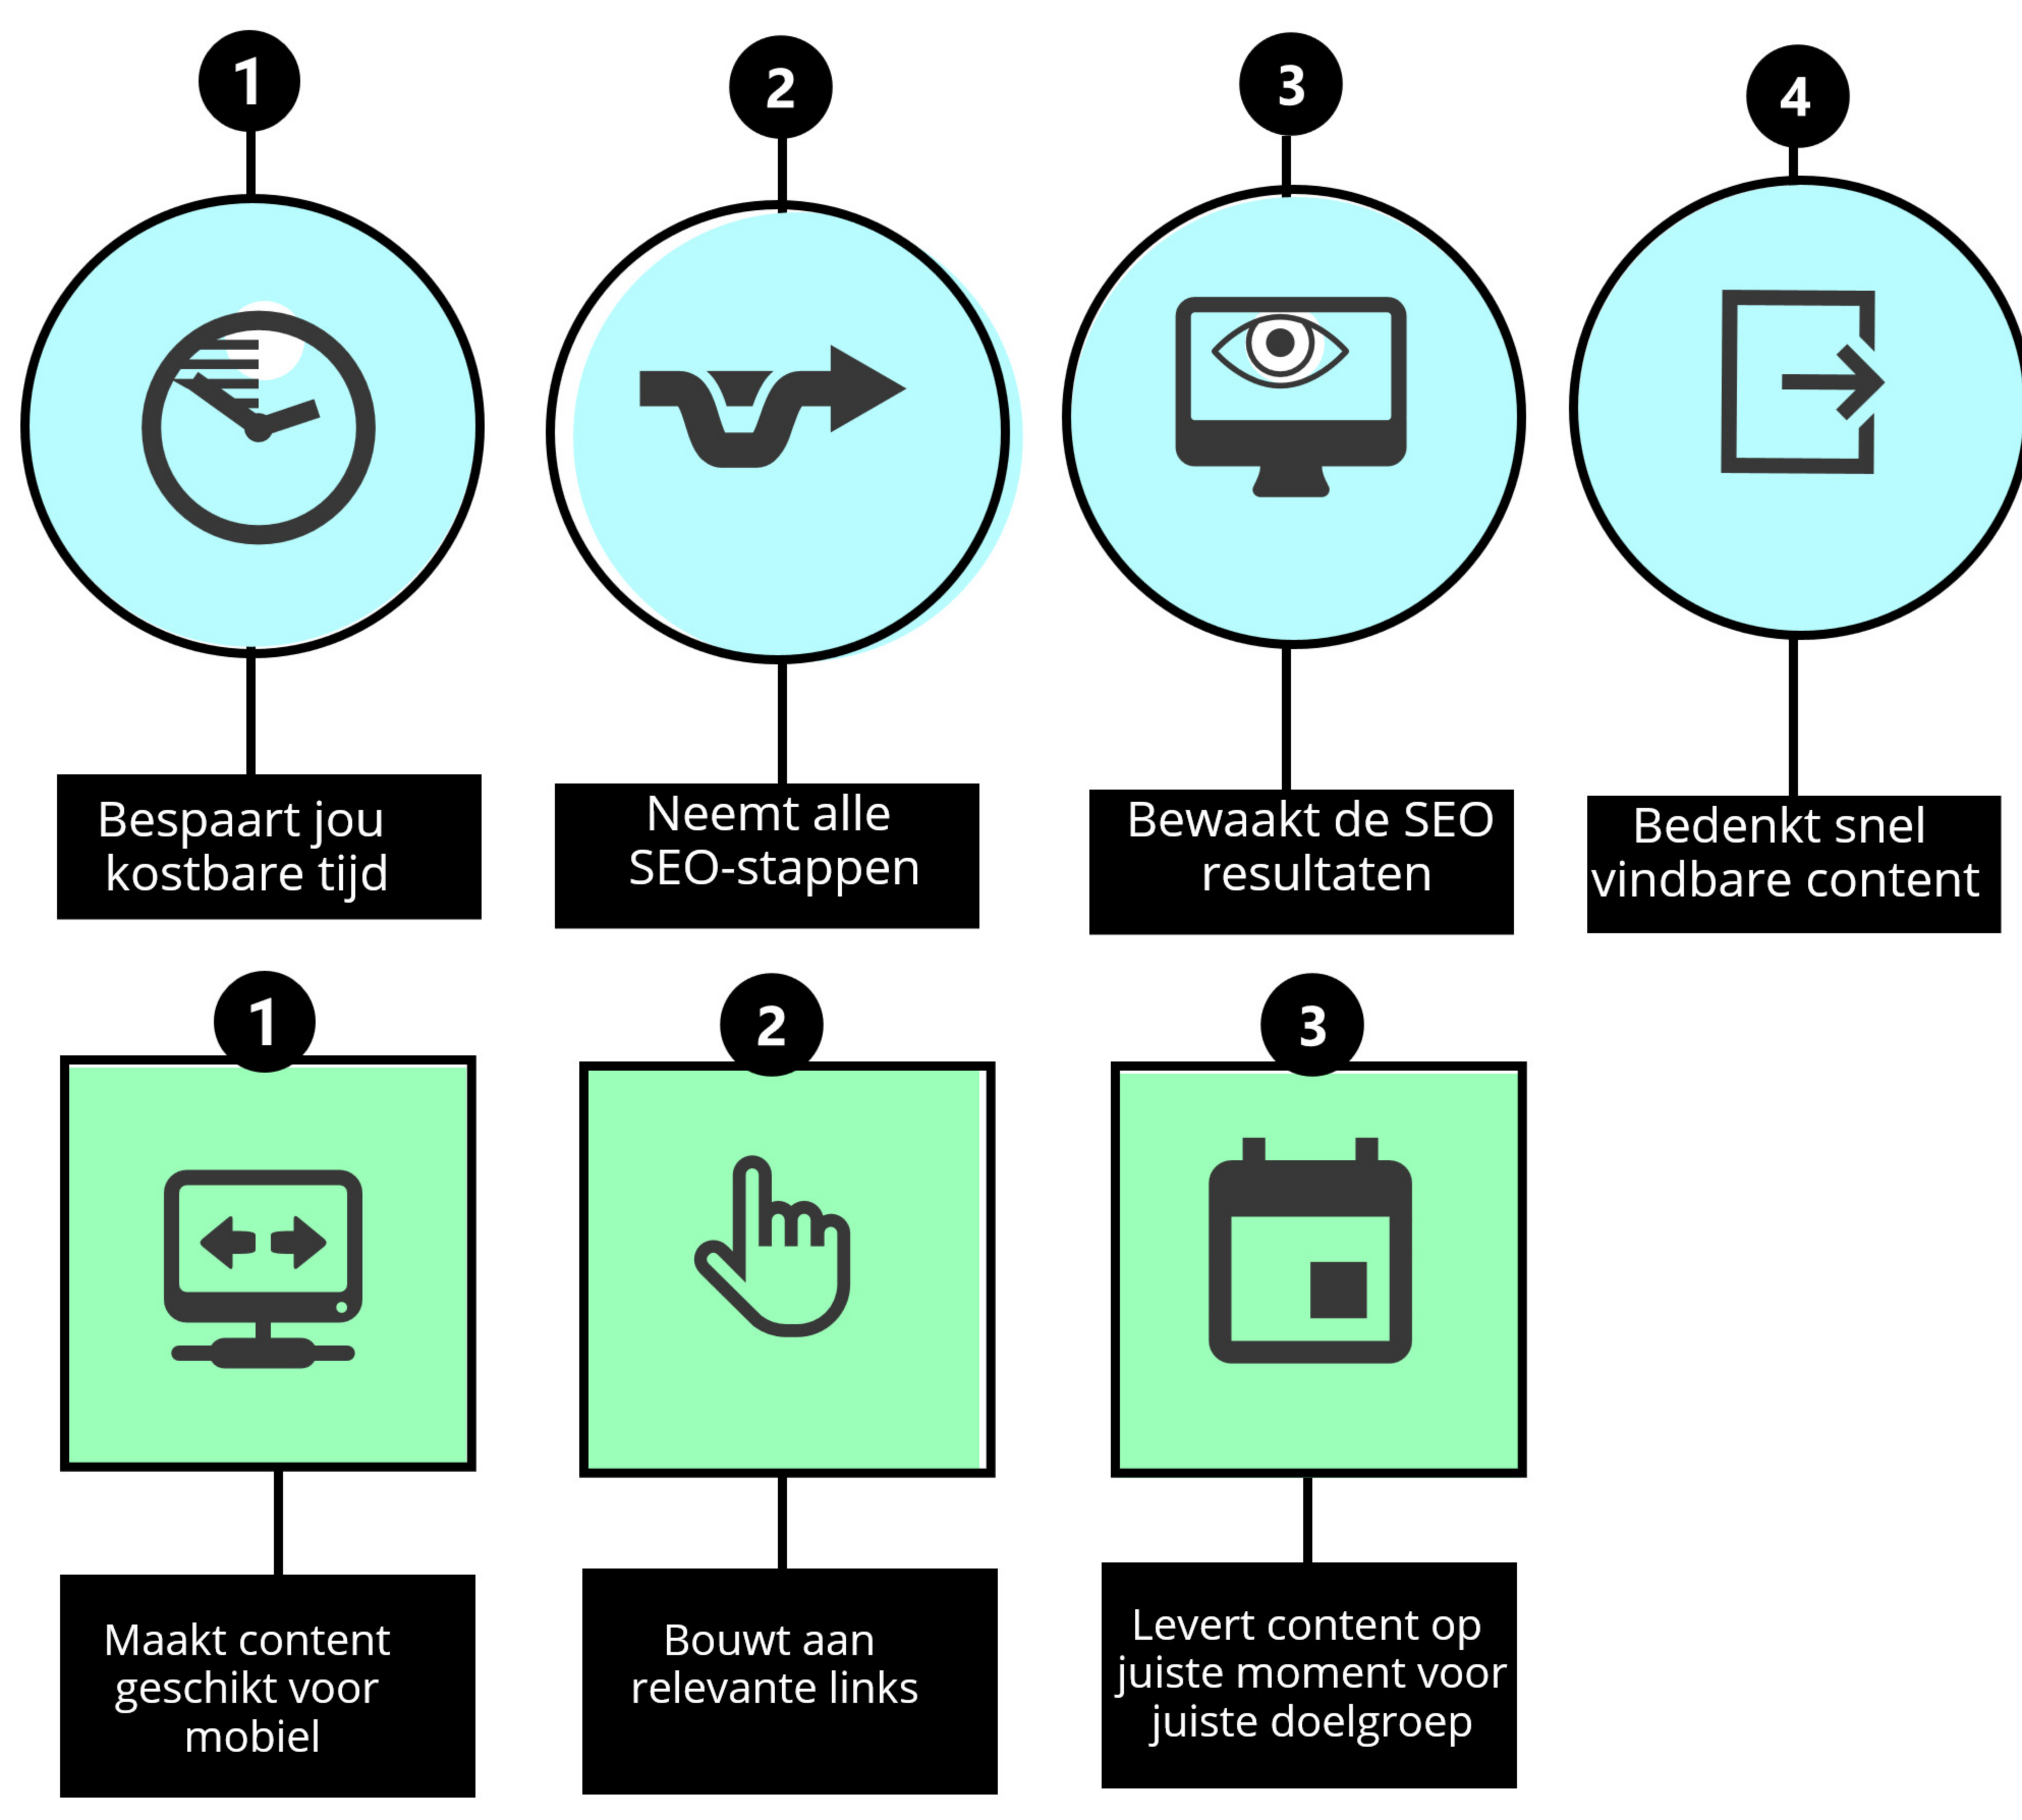 1
2
3
4
Bespaart jou
kostbare tijd
Neemt alle
SEO-stappen
Bewaakt de SEO
resultaten
Bedenkt snel
vindbare content
1
2
3
Maakt content
geschikt voor
mobiel
Bouwt aan
relevante links
Levert content op
juiste moment voor
juiste doelgroep